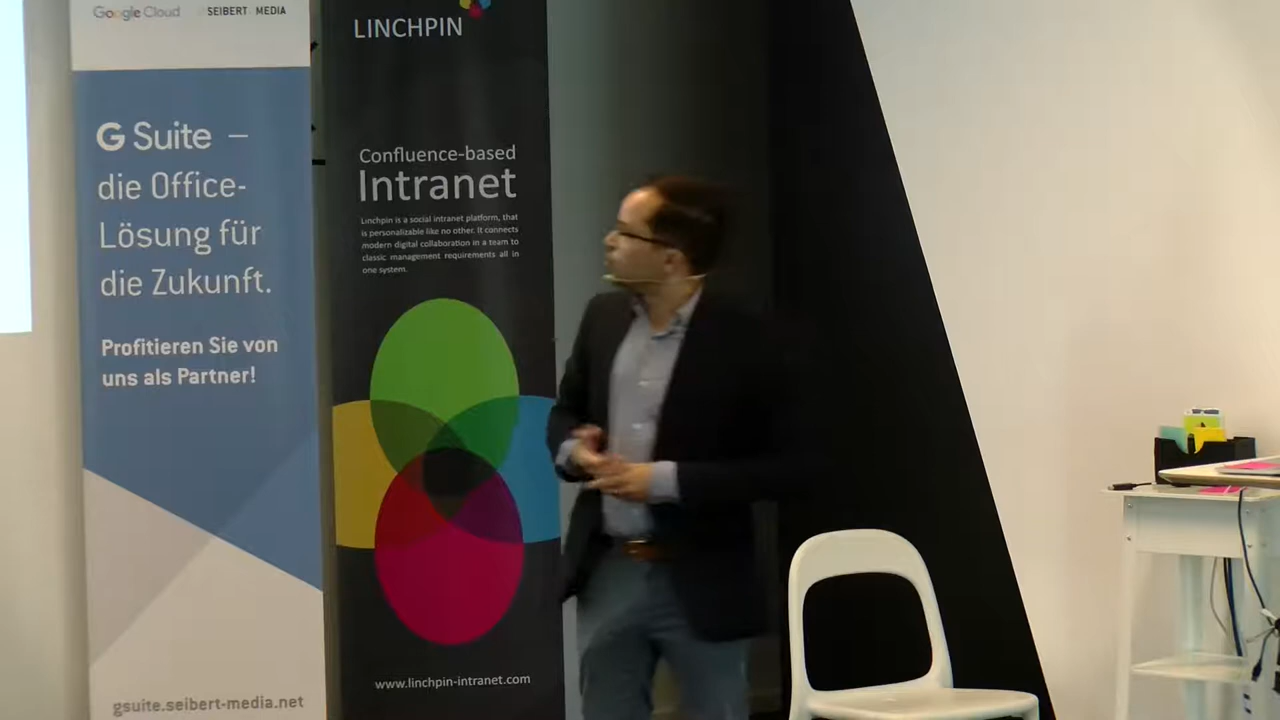 Google Cloud
SEIBERT MEDIA
G Suite –
die Office-
Lösung für
die Zukunft.
Profitieren Sie von
uns als Partner!
gsuite.seibert-media.net
LINCHPIN
Confluence-based
Intranet
Linchpin is a social intranet platform, that
is personalizable like no other. It connects
modern digital collaboration in a team to
classic management requirements all in
one system.
www.linchpin-intranet.com